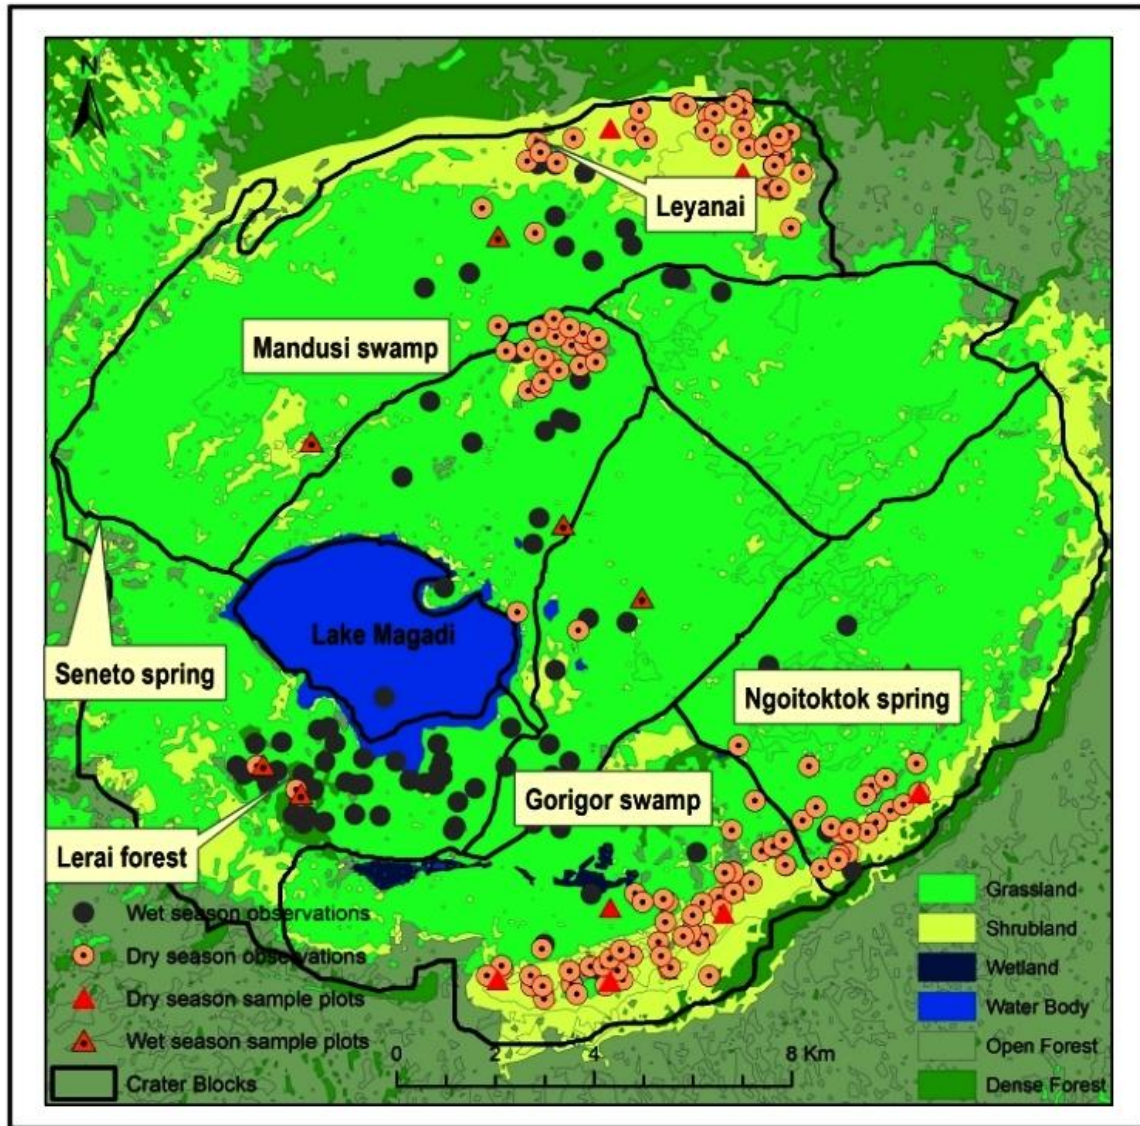 N
Leyanai
Mandusi swamp
Lake Magadi
Seneto spring
Ngoitoktok spring
Gorigor swamp
Lerai forest
Wet season observations
Dry season observations
Dry season sample plots
Wet season sample plots
Crater Blocks
0 2 4 8 Km
Grassland
Shrubland
Wetland
Water Body
Open Forest
Dense Forest